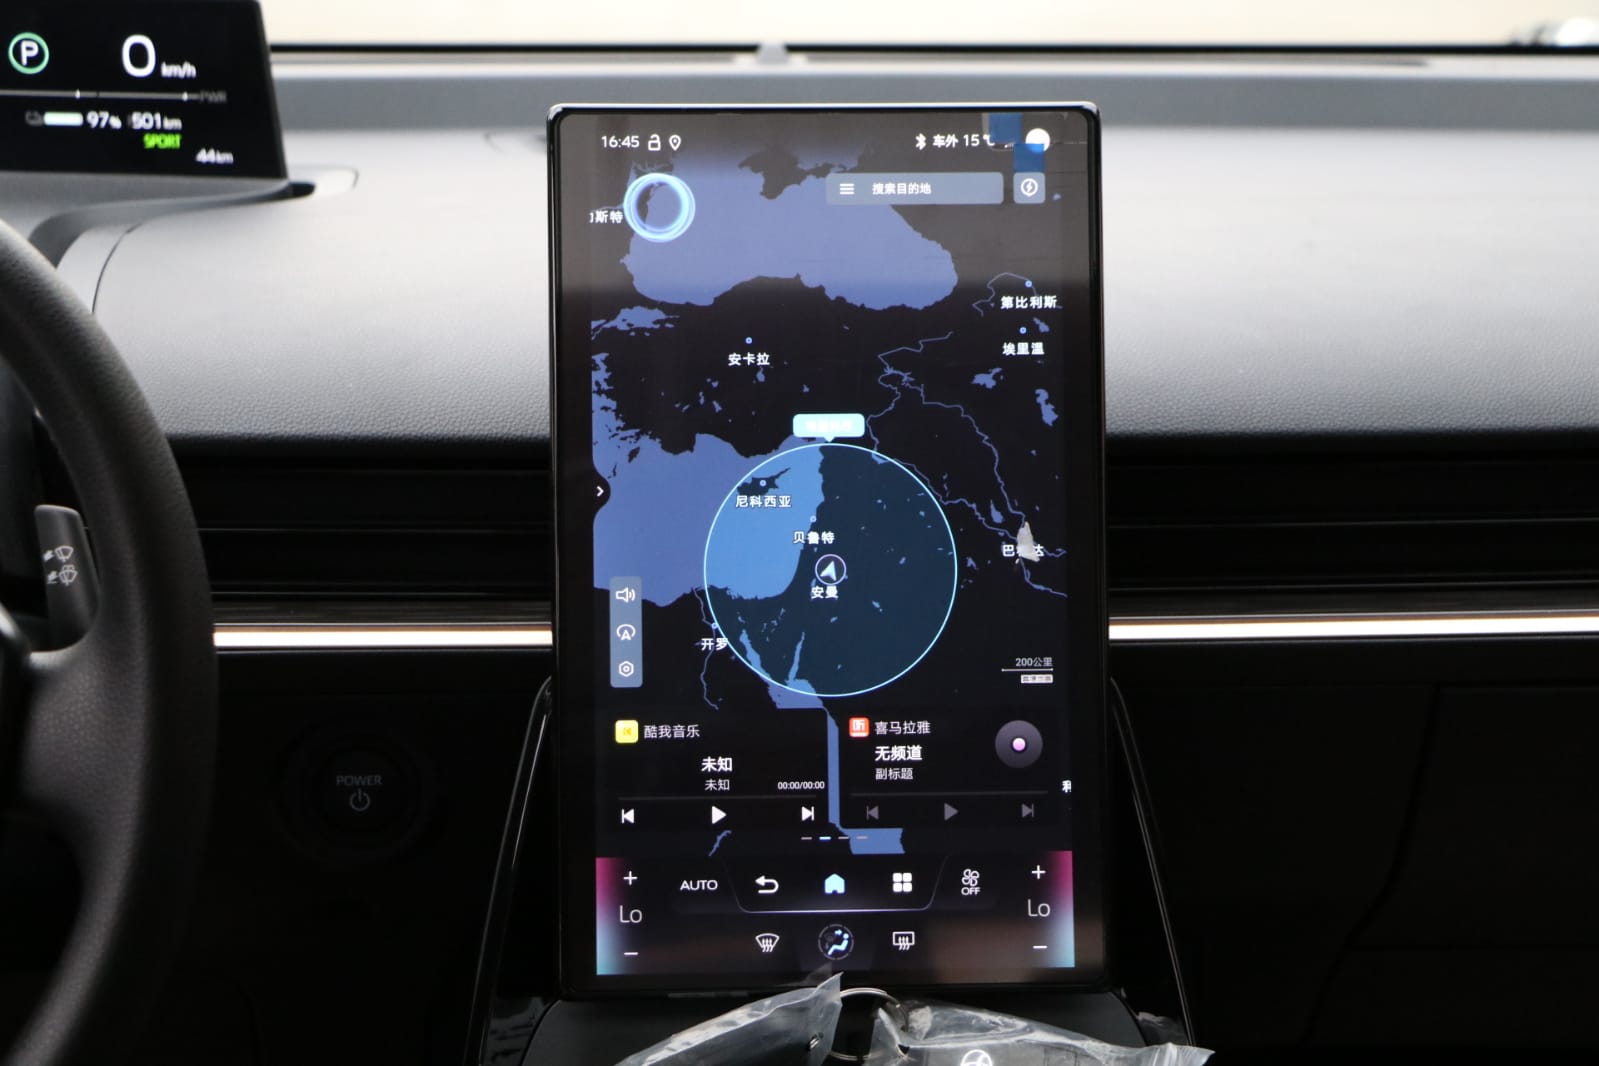 P
0 km/h
PWR
97% 501km
SPORT
44km
16:45
车外 15℃
搜索目的地
斯特
第比利斯
埃里温
安卡拉
尼科西亚
贝鲁特
安曼
开罗
A
200公里
酷我音乐
未知
未知
00:00/00:00
听
喜马拉雅
无频道
副标题
POWER
+
AUTO
OFF
+
Lo
Lo